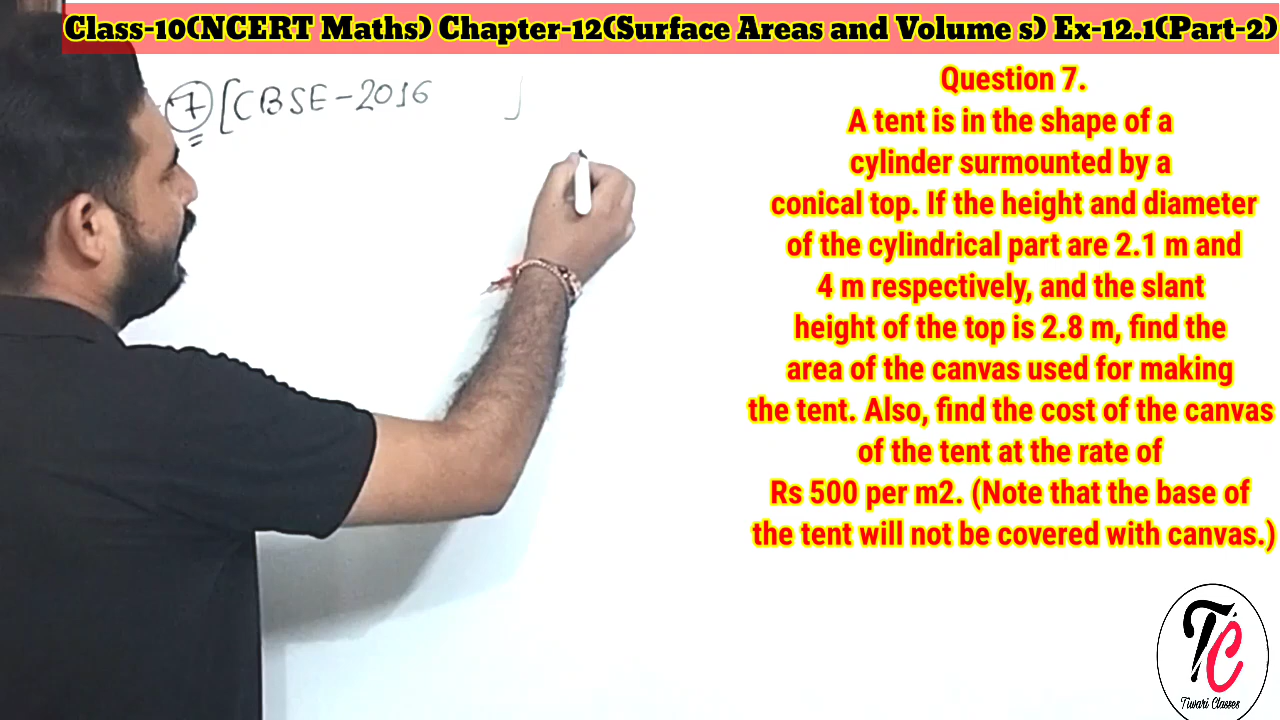 Class-10(NCERT Maths) Chapter-12(Surface Areas and Volume s) Ex-12.1(Part-2)
7 [CBSE-2016 ]
Question 7.
A tent is in the shape of a
cylinder surmounted by a
conical top. If the height and diameter
of the cylindrical part are 2.1 m and
4 m respectively, and the slant
height of the top is 2.8 m, find the
area of the canvas used for making
the tent. Also, find the cost of the canvas
of the tent at the rate of
Rs 500 per m2. (Note that the base of
the tent will not be covered with canvas.)
TC
Tiwari Classes